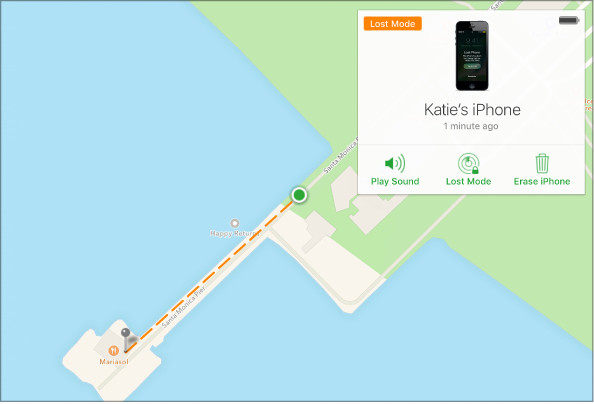 Lost Mode
Katie's iPhone
1 minute ago
Play Sound
Lost Mode
Erase iPhone
Santa Monica Pier
Happy Return
Santa Monica Pier
Mariasol